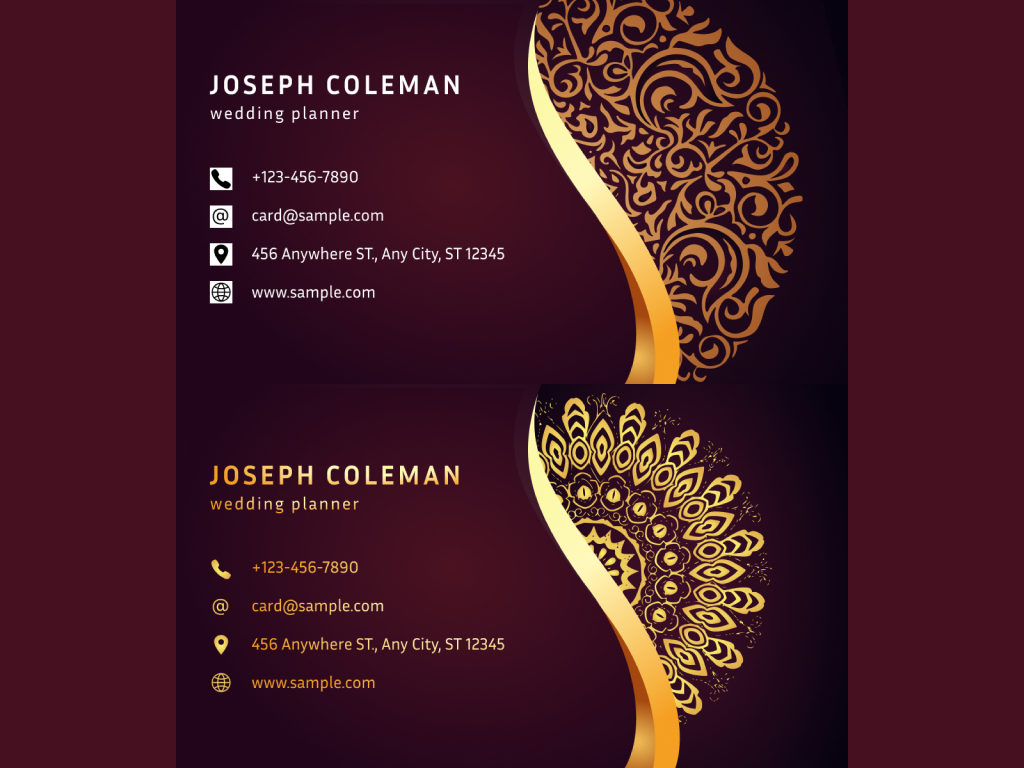 JOSEPH COLEMAN
wedding planner
+123-456-7890
card@sample.com
456 Anywhere ST., Any City, ST 12345
www.sample.com
JOSEPH COLEMAN
wedding planner
+123-456-7890
card@sample.com
456 Anywhere ST., Any City, ST 12345
www.sample.com